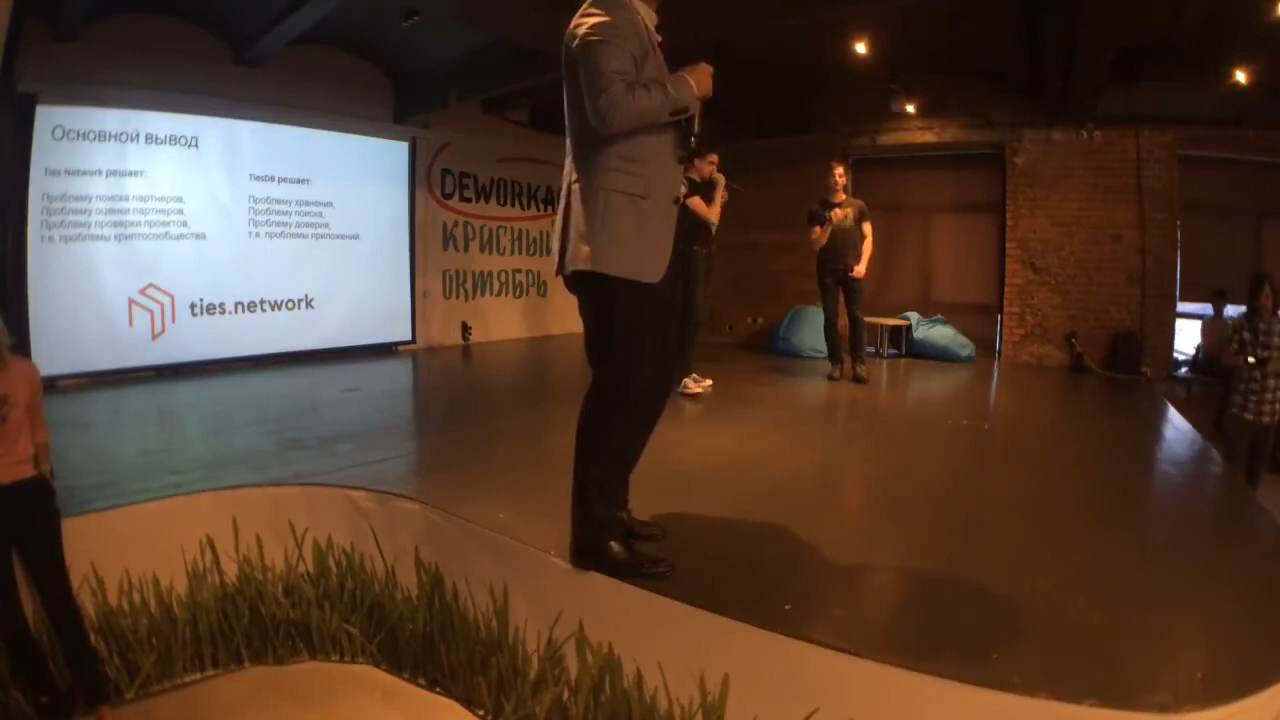 Основной вывод
Ties Network решает:
Проблему поиска партнеров,
Проблему оценки партнеров,
Проблему проверки проектов,
т.е. проблемы криптосообщества.
TiesDB решает:
Проблему хранения,
Проблему поиска,
Проблему доверия,
т.е. проблемы приложений.
ties.network
DEWORKA
КРАСНЫЙ
ОКТЯБРЬ